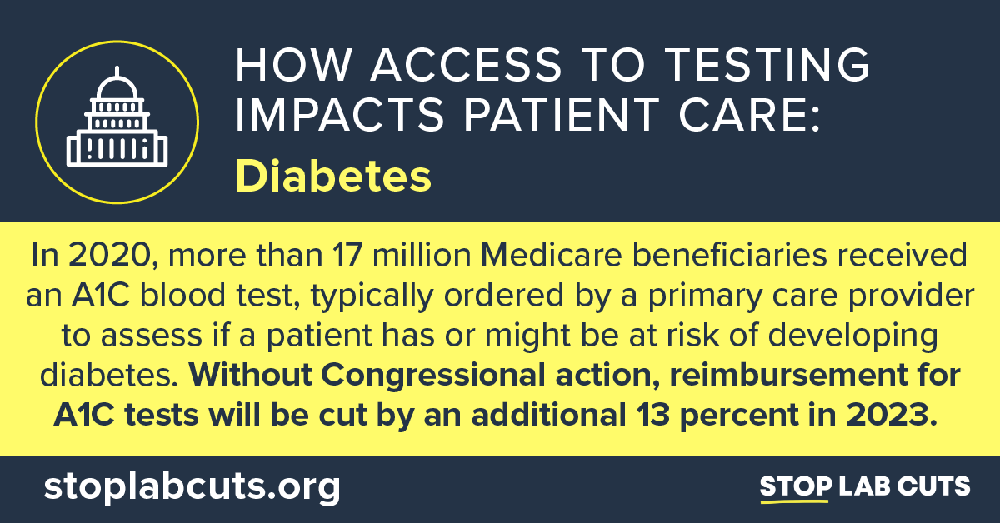 HOW ACCESS TO TESTING
IMPACTS PATIENT CARE:
Diabetes
In 2020, more than 17 million Medicare beneficiaries received
an A1C blood test, typically ordered by a primary care provider
to assess if a patient has or might be at risk of developing
diabetes. Without Congressional action, reimbursement for
A1C tests will be cut by an additional 13 percent in 2023.
stoplabcuts.org
STOP LAB CUTS